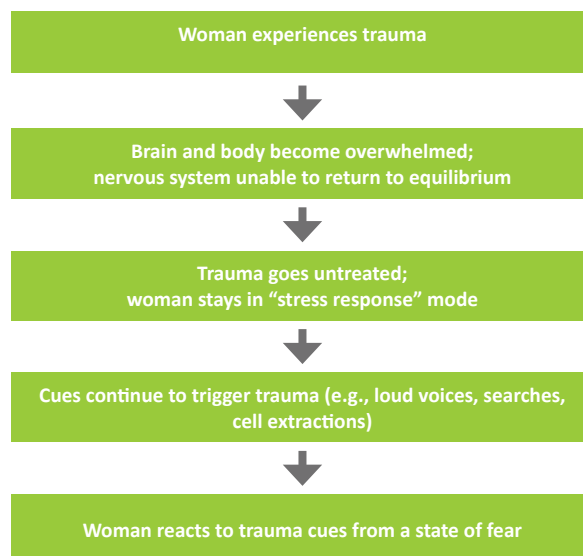 Woman experiences trauma
Brain and body become overwhelmed;
nervous system unable to return to equilibrium
Trauma goes untreated;
woman stays in “stress response” mode
Cues continue to trigger trauma (e.g., loud voices, searches,
cell extractions)
Woman reacts to trauma cues from a state of fear